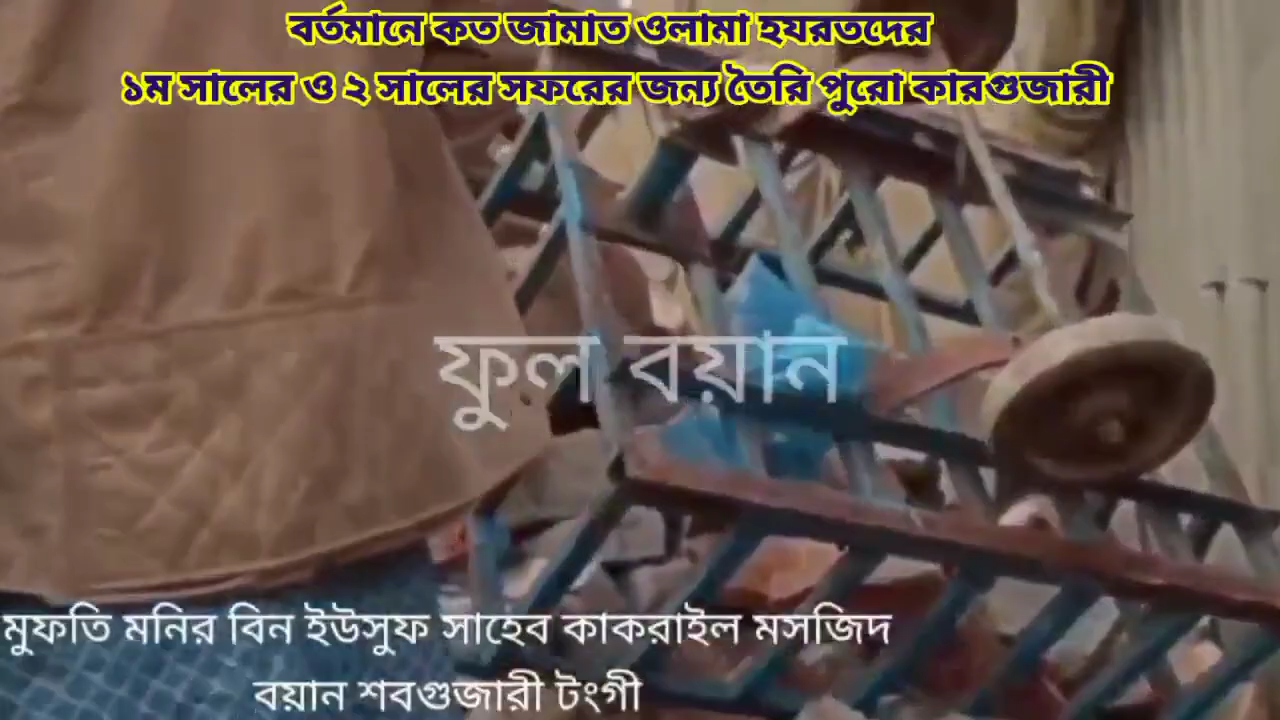 বর্তমানে কত জামাত ওলামা হযরতদের
১ম সালের ও ২ সালের সফরের জন্য তৈরি পুরো কারগুজারী
ফুল বয়ান
মুফতি মনির বিন ইউসুফ সাহেব কাকরাইল মসজিদ
বয়ান শবগুজারী টংগী